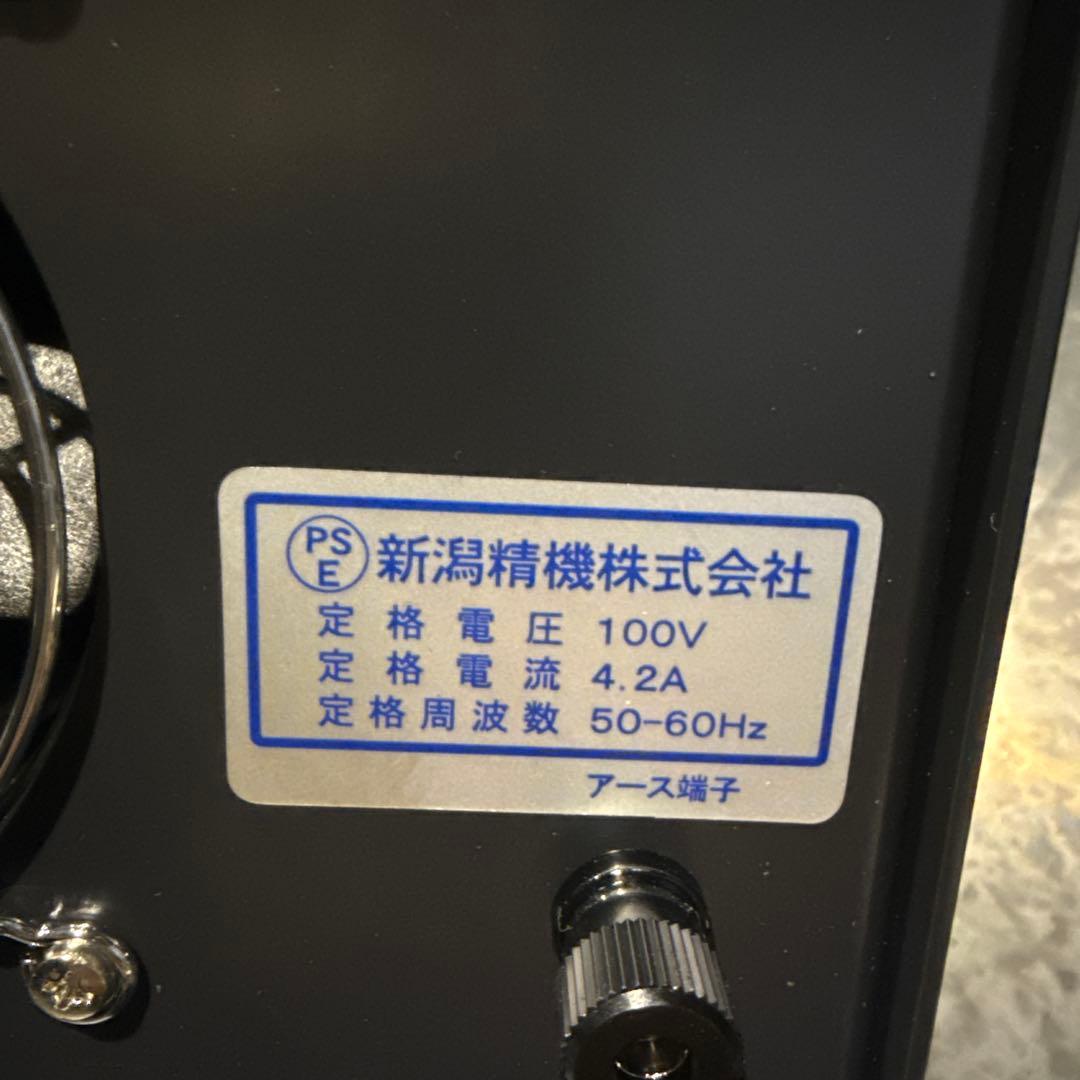 PS
E
新潟精機株式会社
定格電圧 100V
定格電流 4.2A
定格周波数 50-60Hz
アース端子